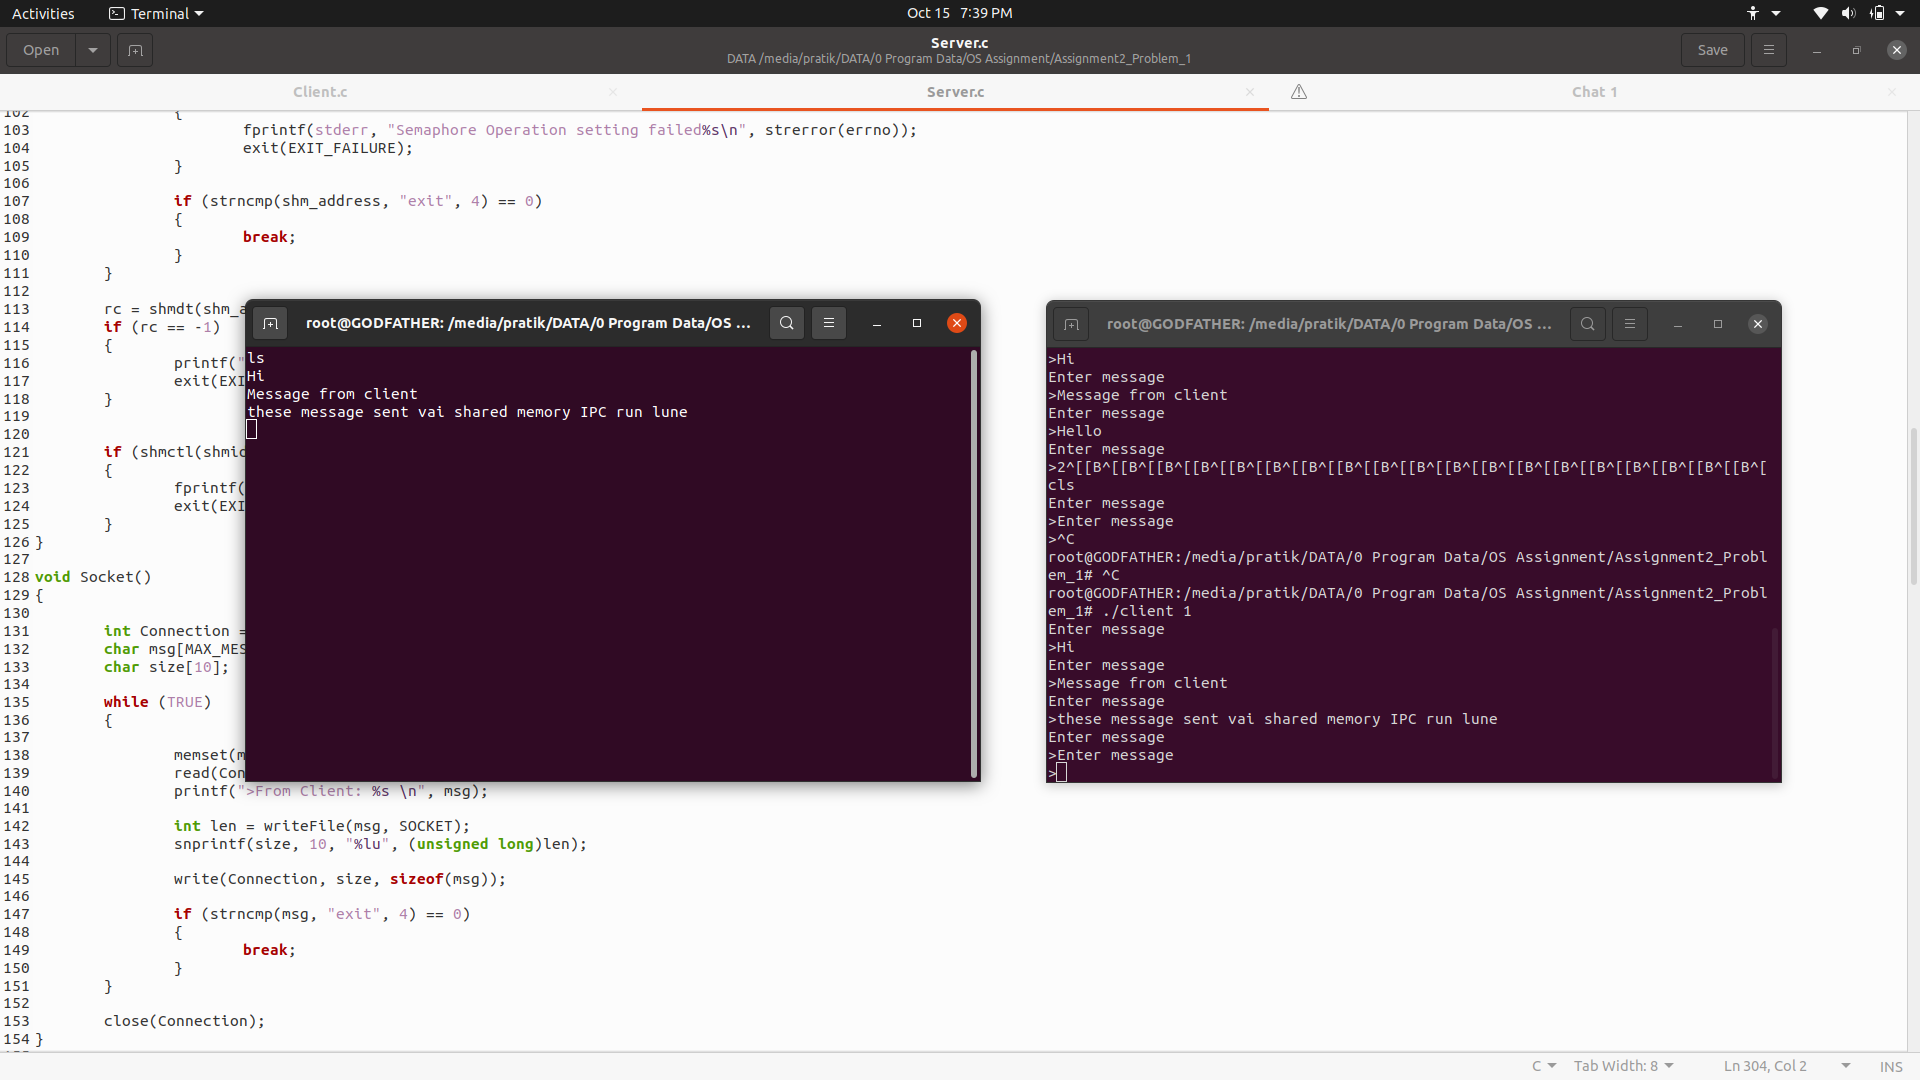 Activities Terminal Oct 15 7:39 PM
Open Server.c Save
DATA /media/pratik/DATA/0 Program Data/OS Assignment/Assignment2_Problem_1
Client.c Server.c Chat 1
102 {
103 fprintf(stderr, "Semaphore Operation setting failed%s\n", strerror(errno));
104 exit(EXIT_FAILURE);
105 }
106
107 if (strncmp(shm_address, "exit", 4) == 0)
108 {
109 break;
110 }
111 }
112
113 rc = shmdt(shm_a
114 if (rc == -1)
115 {
116 printf("
117 exit(EXI
118 }
119
120
121 if (shmctl(shmic
122 {
123 fprintf(
124 exit(EXI
125 }
126 }
127
128 void Socket()
129 {
130
131 int Connection =
132 char msg[MAX_MES
133 char size[10];
134
135 while (TRUE)
136 {
137
138 memset(m
139 read(Con
140 printf(">From Client: %s \n", msg);
141
142 int len = writeFile(msg, SOCKET);
143 snprintf(size, 10, "%lu", (unsigned long)len);
144
145 write(Connection, size, sizeof(msg));
146
147 if (strncmp(msg, "exit", 4) == 0)
148 {
149 break;
150 }
151 }
152
153 close(Connection);
154 }
root@GODFATHER: /media/pratik/DATA/0 Program Data/OS ...
ls
Hi
Message from client
these message sent vai shared memory IPC run lune
root@GODFATHER: /media/pratik/DATA/0 Program Data/OS ...
>Hi
Enter message
>Message from client
Enter message
>Hello
Enter message
>2^[[B^[[B^[[B^[[B^[[B^[[B^[[B^[[B^[[B^[[B^[[B^[[B^[[B^[[B^[[B^[[B^[[B^[[B^[[B^[
cls
Enter message
>Enter message
>^C
root@GODFATHER:/media/pratik/DATA/0 Program Data/OS Assignment/Assignment2_Probl
em_1# ^C
root@GODFATHER:/media/pratik/DATA/0 Program Data/OS Assignment/Assignment2_Probl
em_1# ./client 1
Enter message
>Hi
Enter message
>Message from client
Enter message
>these message sent vai shared memory IPC run lune
Enter message
>Enter message
>
C Tab Width: 8 Ln 304, Col 2 INS